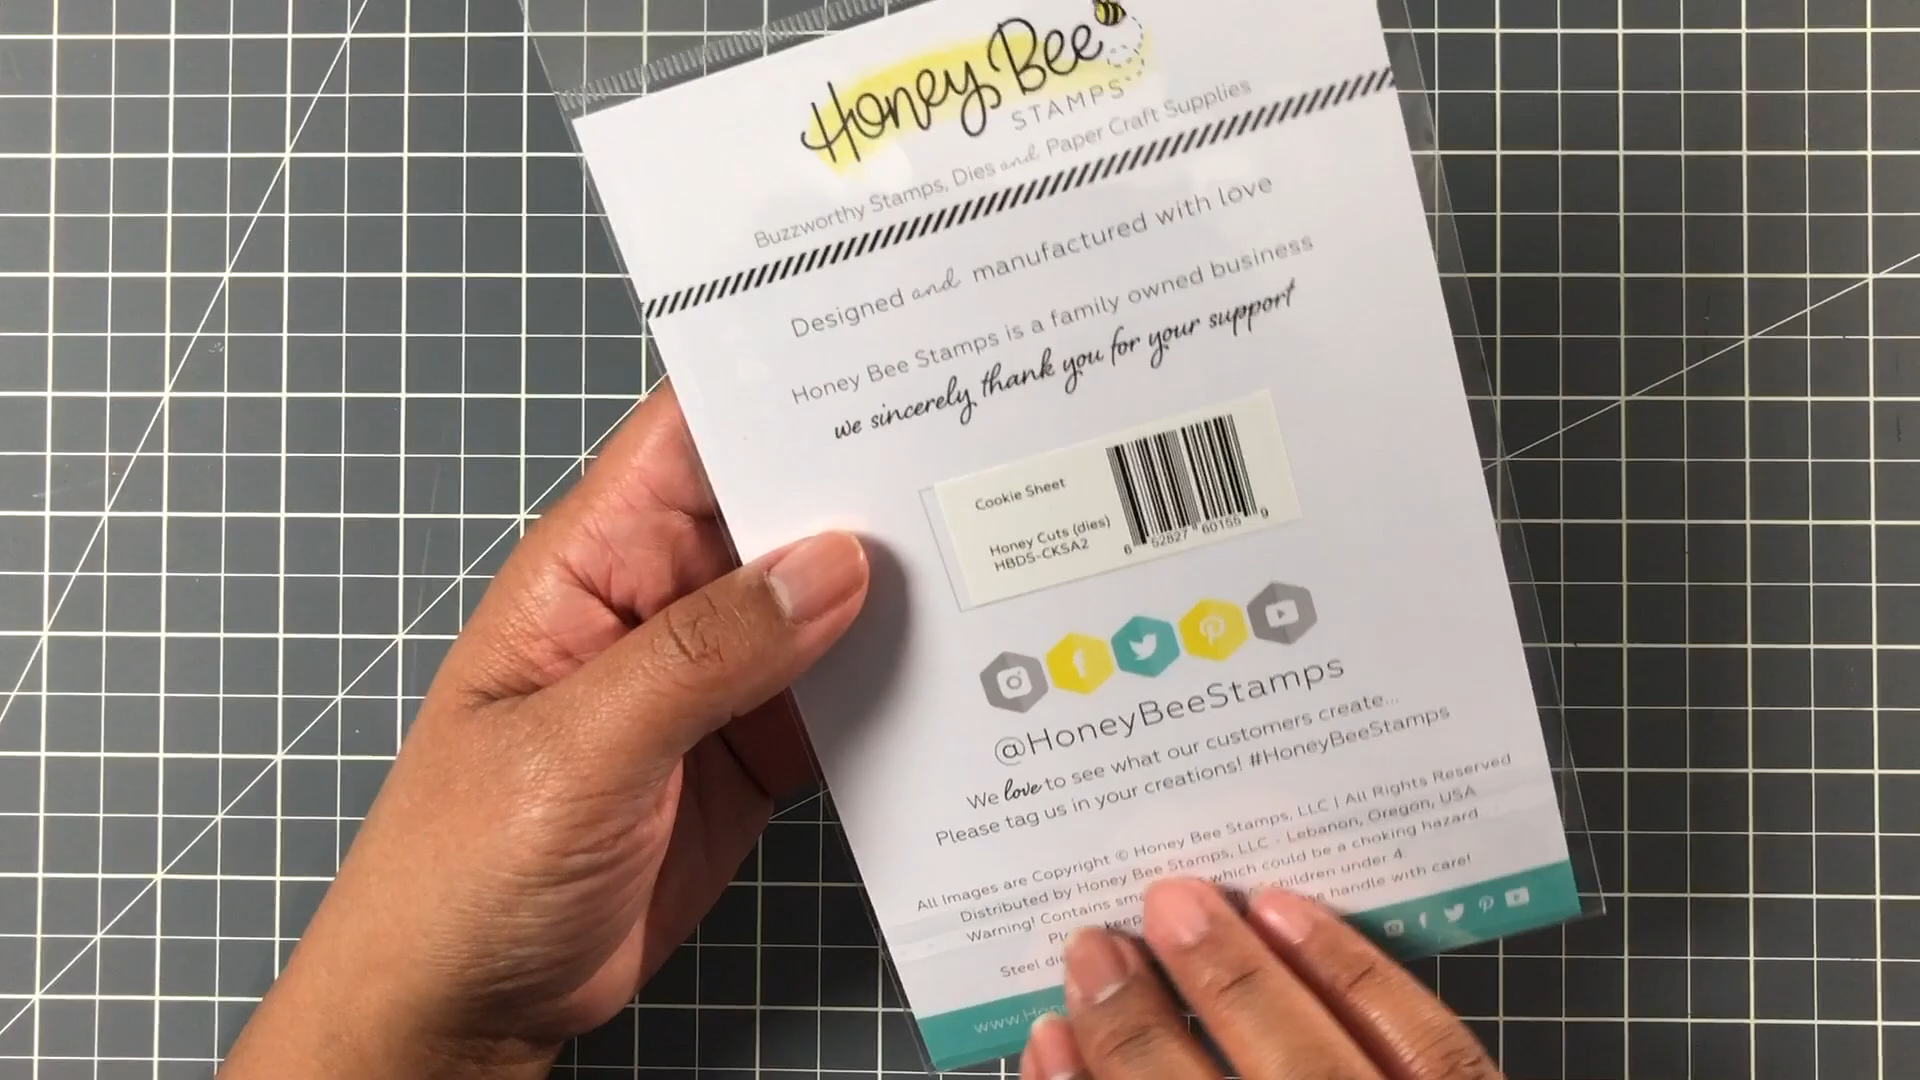 Honey Bee
STAMPS
Buzzworthy Stamps, Dies and Paper Craft Supplies
Designed and manufactured with love
Honey Bee Stamps is a family owned business
we sincerely thank you for your support
Cookie Sheet
Honey Cuts (dies)
HBDS-CKSA2
6 52827 60155 9
@HoneyBeeStamps
We love to see what our customers create...
Please tag us in your creations! #HoneyBeeStamps
All Images are Copyright © Honey Bee Stamps, LLC | All Rights Reserved
Distributed by Honey Bee Stamps, LLC - Lebanon, Oregon, USA
Warning! Contains which could be a choking hazard
keep children under 4.
Steel handle with care!